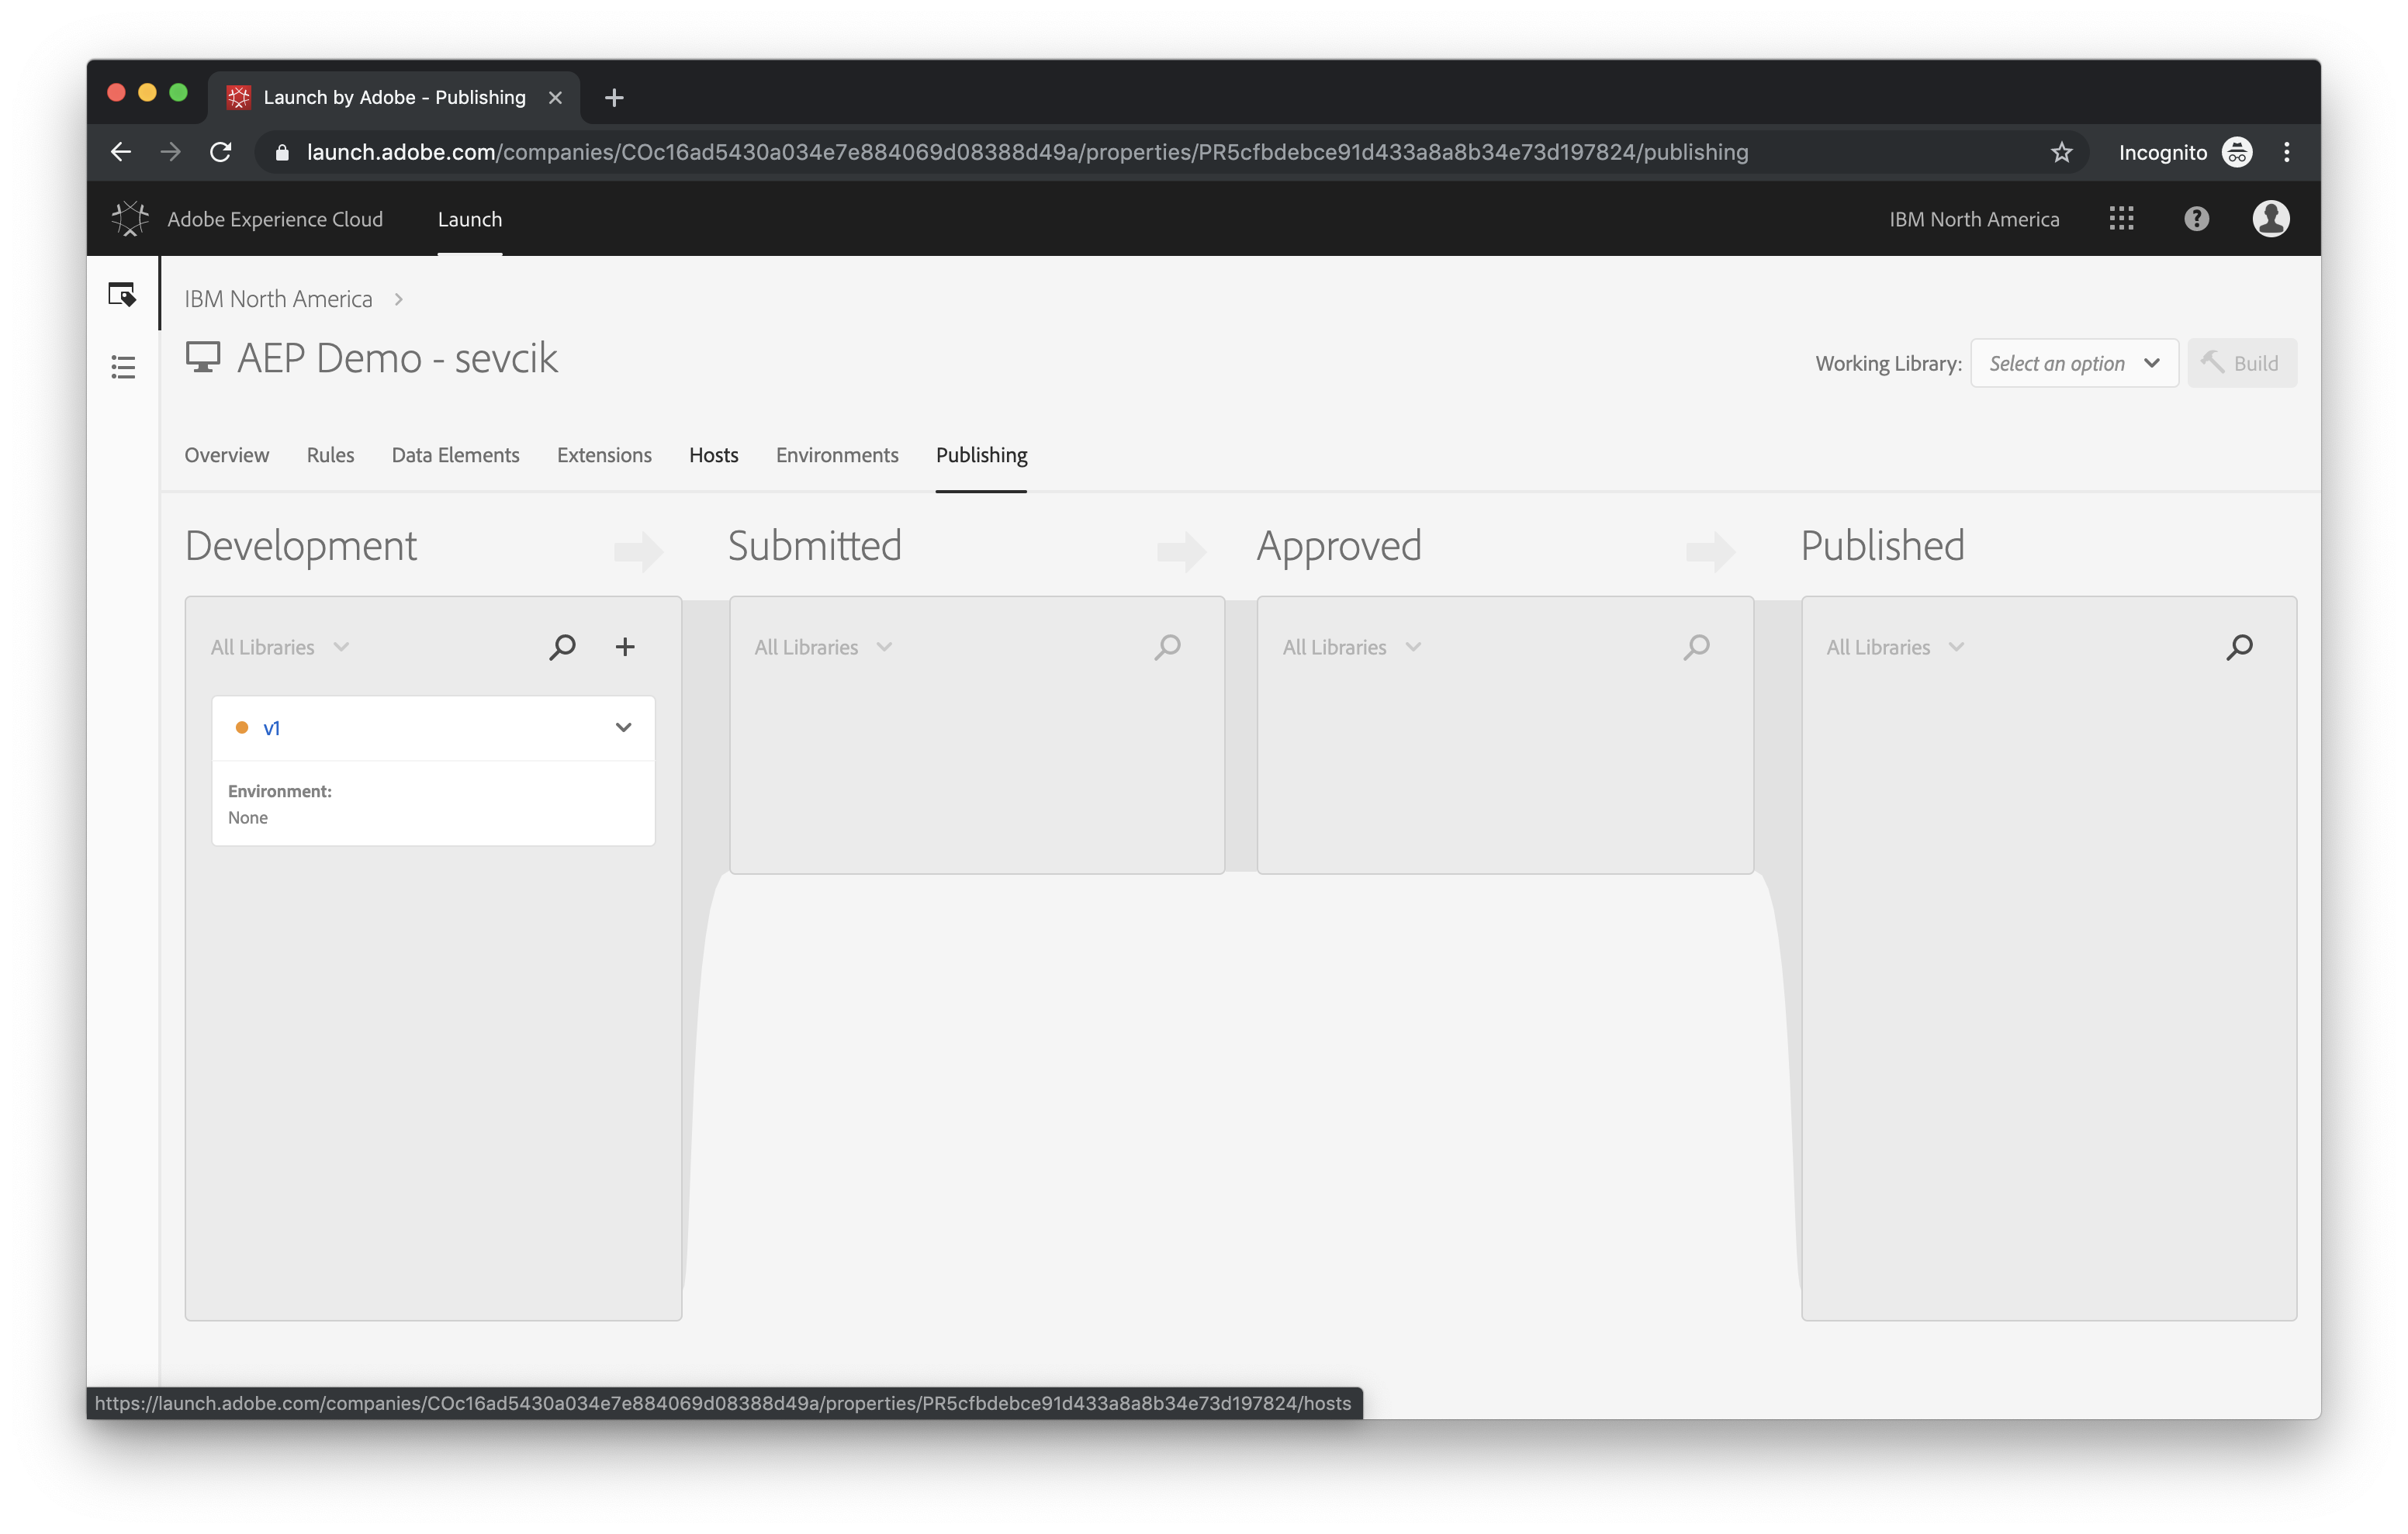 Launch by Adobe - Publishing
launch.adobe.com/companies/COc16ad5430a034e7e884069d08388d49a/properties/PR5cfbdebce91d433a8a8b34e73d197824/publishing
Incognito
Adobe Experience Cloud
Launch
IBM North America
IBM North America
AEP Demo - sevcik
Working Library:
Select an option
Build
Overview
Rules
Data Elements
Extensions
Hosts
Environments
Publishing
Development
Submitted
Approved
Published
All Libraries
All Libraries
All Libraries
All Libraries
v1
Environment:
None
https://launch.adobe.com/companies/COc16ad5430a034e7e884069d08388d49a/properties/PR5cfbdebce91d433a8a8b34e73d197824/hosts